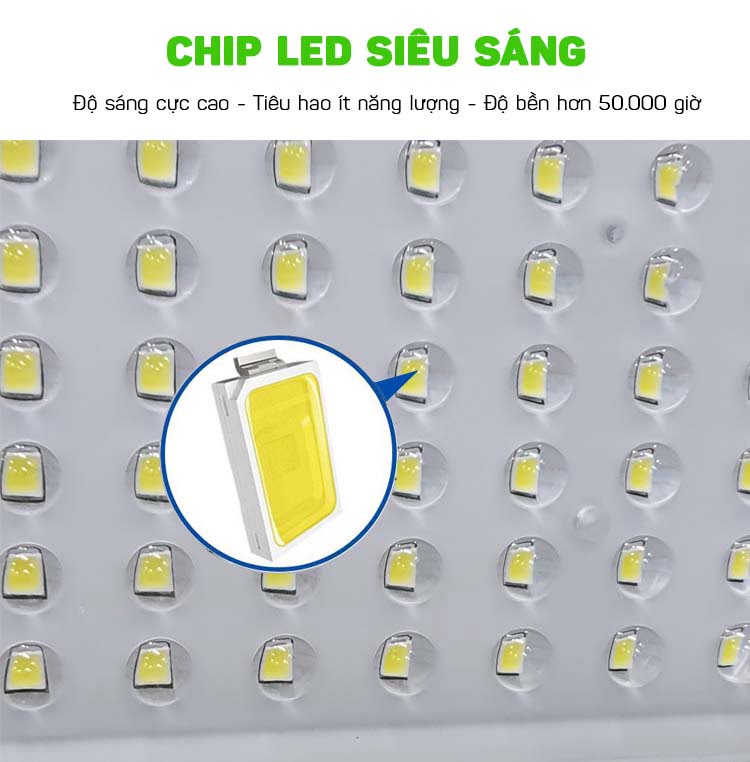 CHIP LED SIÊU SÁNG
Độ sáng cực cao - Tiêu hao ít năng lượng - Độ bền hơn 50.000 giờ